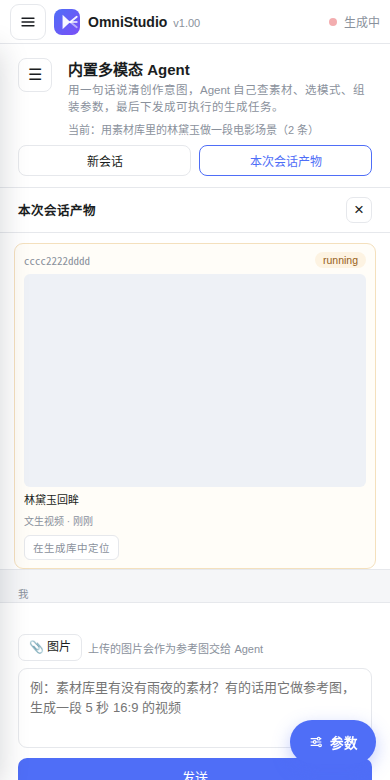 OmniStudio v1.00
生成中
内置多模态 Agent
用一句话说清创作意图，Agent 自己查素材、选模式、组
装参数，最后下发成可执行的生成任务。
当前：用素材库里的林黛玉做一段电影场景（2 条）
新会话
本次会话产物
本次会话产物
×
cccc2222dddd
running
林黛玉回眸
文生视频 · 刚刚
在生成库中定位
我
📎 图片
上传的图片会作为参考图交给 Agent
例：素材库里有没有雨夜的素材？有的话用它做参考图，
生成一段 5 秒 16:9 的视频
参数
发送